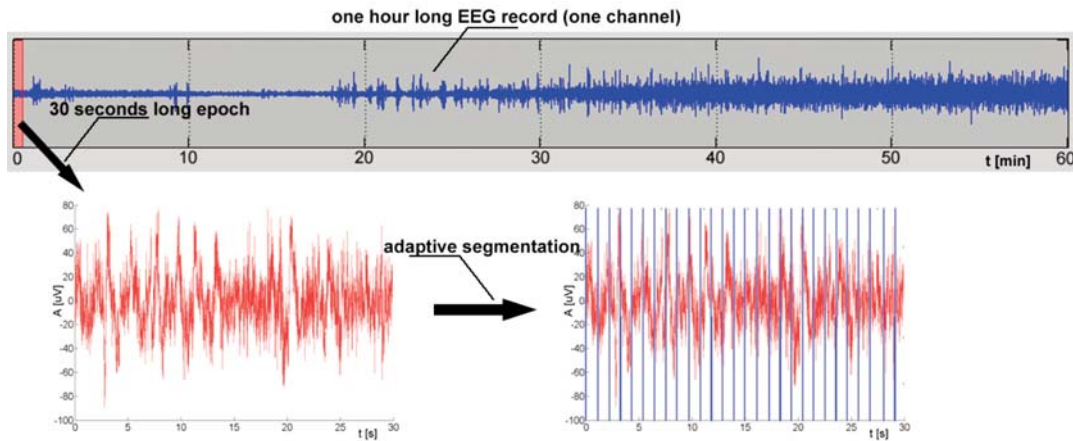 one hour long EEG record (one channel)
30 seconds long epoch
0 10 20 30 40 50 t [min] 60
adaptive segmentation
80
60
40
20
0
-20
-40
-60
-80
-100
A [uV]
0 5 10 15 20 25 30
t [s]
80
60
40
20
0
-20
-40
-60
-80
-100
A [uV]
0 5 10 15 20 25 30
t [s]